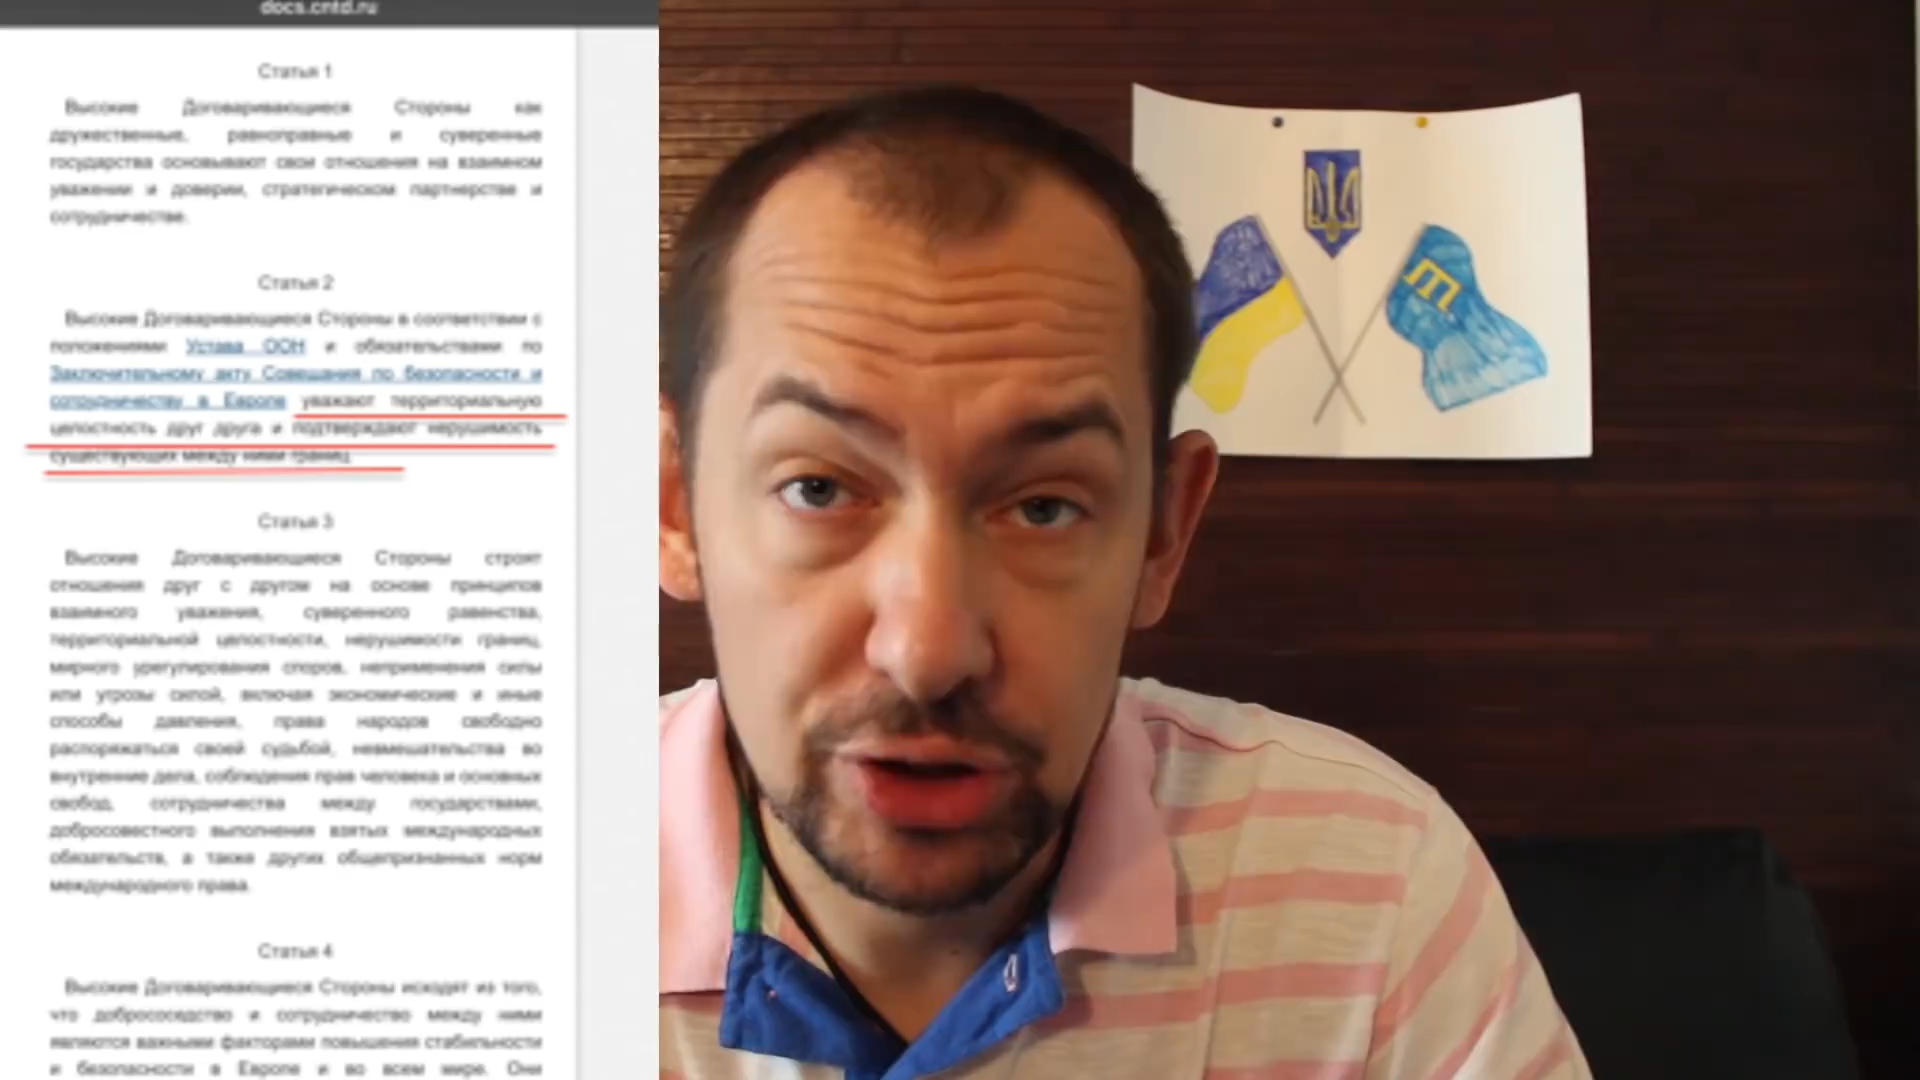 docs.cntd.ru
Статья 1
Высокие Договаривающиеся Стороны как
дружественные, равноправные и суверенные
государства основывают свои отношения на взаимном
уважении и доверии, стратегическом партнерстве и
сотрудничестве.
Статья 2
Высокие Договаривающиеся Стороны в соответствии с
положениями Устава ООН и обязательствами по
Заключительному акту Совещания по безопасности и
сотрудничеству в Европе уважают территориальную
целостность друг друга и подтверждают нерушимость
существующих между ними границ.
Статья 3
Высокие Договаривающиеся Стороны строят
отношения друг с другом на основе принципов
взаимного уважения, суверенного равенства,
территориальной целостности, нерушимости границ,
мирного урегулирования споров, неприменения силы
или угрозы силой, включая экономические и иные
способы давления, права народов свободно
распоряжаться своей судьбой, невмешательства во
внутренние дела, соблюдения прав человека и основных
свобод, сотрудничества между государствами,
добросовестного выполнения взятых международных
обязательств, а также других общепризнанных норм
международного права.
Статья 4
Высокие Договаривающиеся Стороны исходят из того,
что добрососедство и сотрудничество между ними
являются важными факторами повышения стабильности
и безопасности в Европе и во всем мире. Они